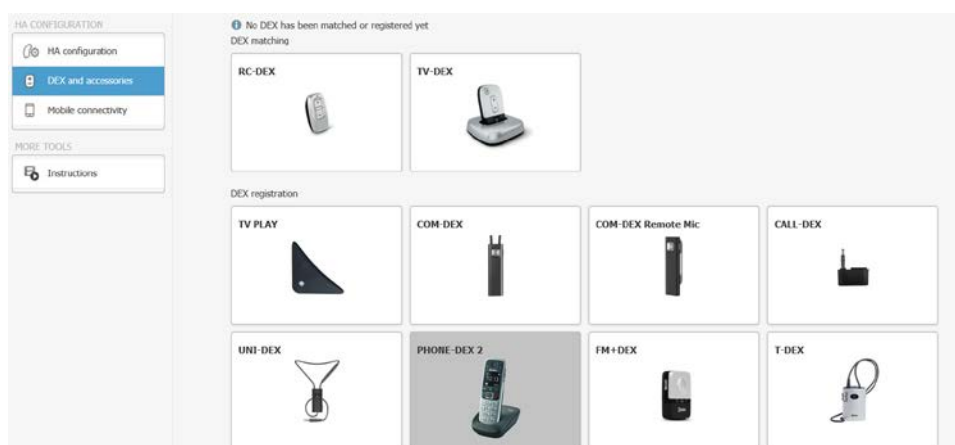 HA CONFIGURATION
HA configuration
DEX and accessories
Mobile connectivity
MORE TOOLS
Instructions
No DEX has been matched or registered yet
DEX matching
RC-DEX
TV-DEX
DEX registration
TV PLAY
COM-DEX
COM-DEX Remote Mic
CALL-DEX
UNI-DEX
PHONE-DEX 2
FM+DEX
T-DEX